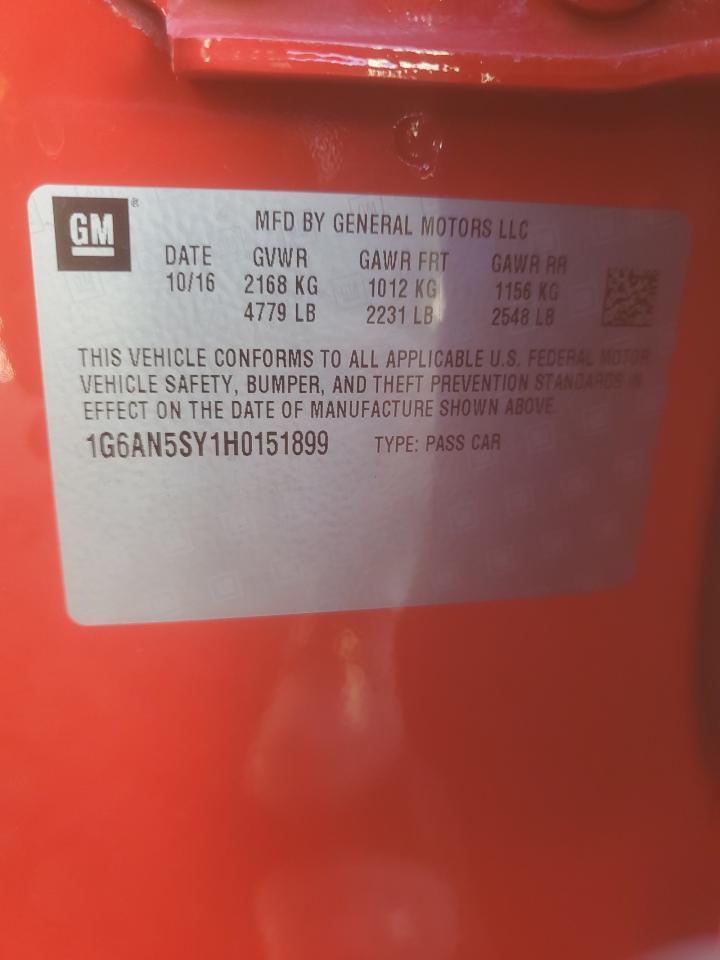 GM ®
MFD BY GENERAL MOTORS LLC
DATE GVWR GAWR FRT GAWR RR
10/16 2168 KG 1012 KG 1156 KG
4779 LB 2231 LB 2548 LB
THIS VEHICLE CONFORMS TO ALL APPLICABLE U.S. FEDERAL MOTOR
VEHICLE SAFETY, BUMPER, AND THEFT PREVENTION STANDARDS IN
EFFECT ON THE DATE OF MANUFACTURE SHOWN ABOVE.
1G6AN5SY1H0151899 TYPE: PASS CAR